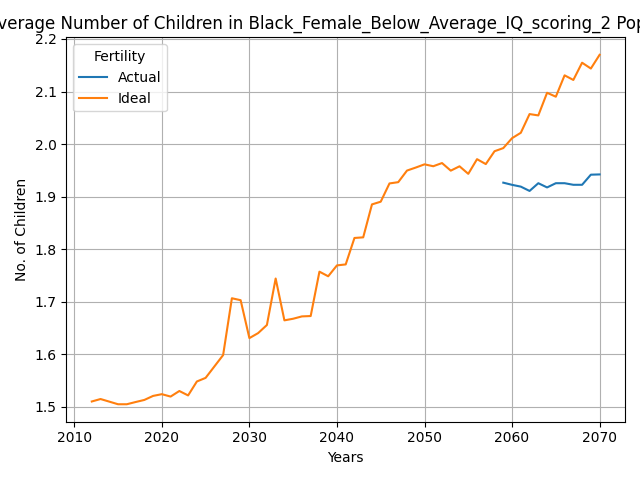 verage Number of Children in Black_Female_Below_Average_IQ_scoring_2 Pop
Fertility
Actual
Ideal
No. of Children
2.2
2.1
2.0
1.9
1.8
1.7
1.6
1.5
2010 2020 2030 2040 2050 2060 2070
Years